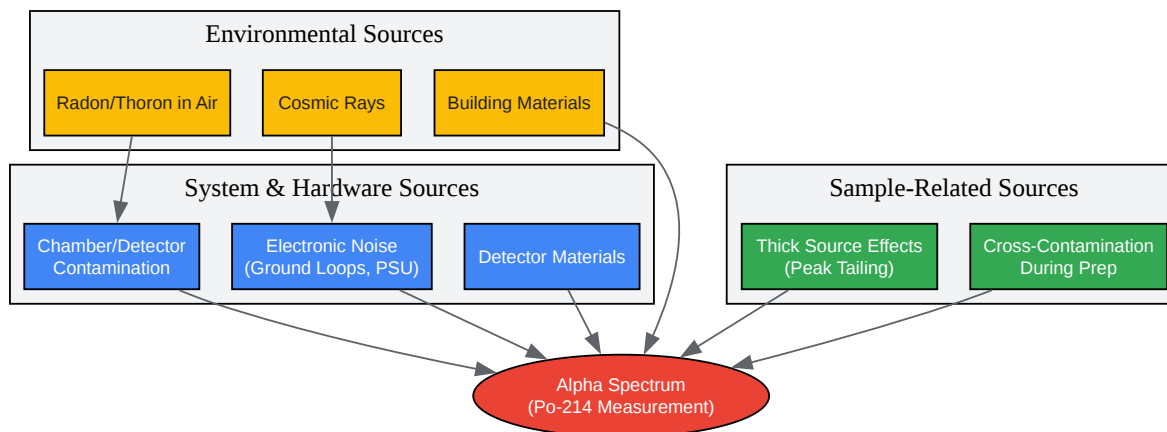 Environmental Sources
Radon/Thoron in Air
Cosmic Rays
Building Materials
System & Hardware Sources
Chamber/Detector
Contamination
Electronic Noise
(Ground Loops, PSU)
Detector Materials
Sample-Related Sources
Thick Source Effects
(Peak Tailing)
Cross-Contamination
During Prep
Alpha Spectrum
(Po-214 Measurement)